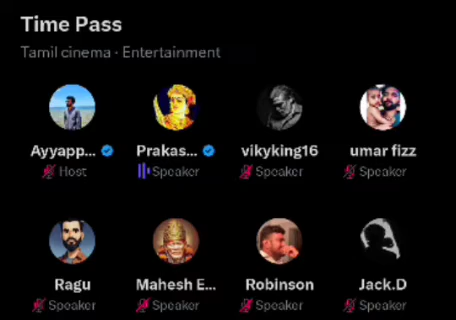 Time Pass
Tamil cinema · Entertainment
Ayyapp... Prakas... vikyking16 umar fizz
Host Speaker Speaker Speaker
Ragu Mahesh E... Robinson Jack.D
Speaker Speaker Speaker Speaker